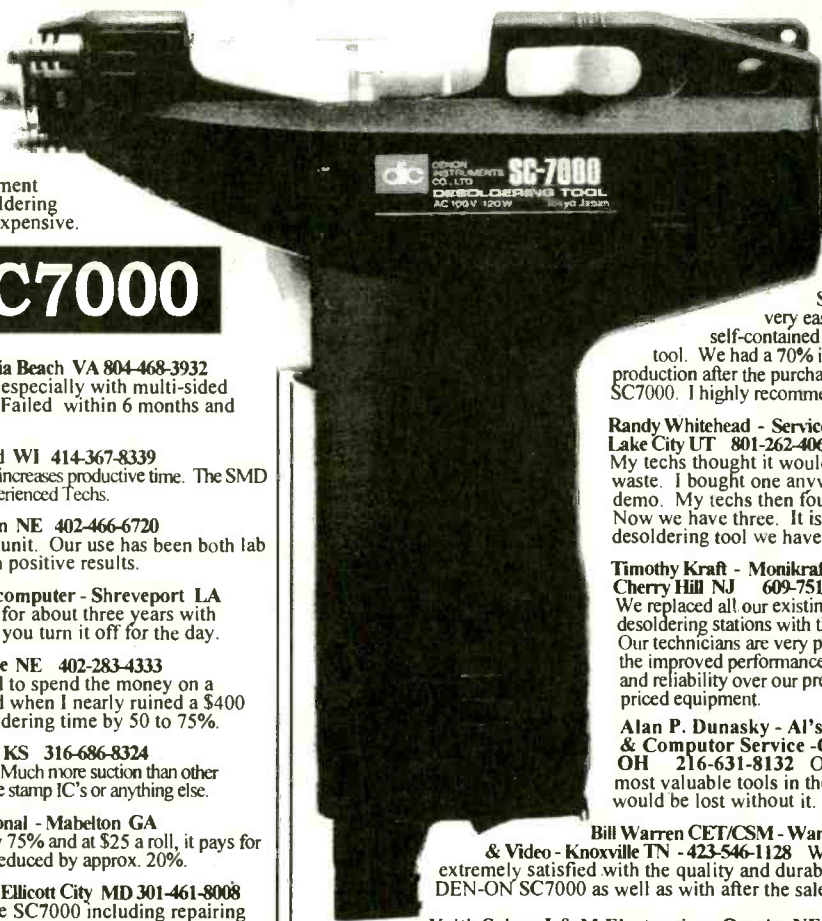 dic DENON INSTRUMENTS CO., LTD SC-7000
DESOLDERING TOOL
AC 100V 120W Tokyo Japan
ment
ldering
xpensive.
C7000
ia Beach VA 804-468-3932
especially with multi-sided
Failed within 6 months and
d WI 414-367-8339
increases productive time. The SMD
erienced Techs.
n NE 402-466-6720
unit. Our use has been both lab
n positive results.
computer - Shreveport LA
for about three years with
you turn it off for the day.
e NE 402-283-4333
l to spend the money on a
d when I nearly ruined a $400
dering time by 50 to 75%.
KS 316-686-8324
Much more suction than other
e stamp IC's or anything else.
onal - Mabelton GA
y 75% and at $25 a roll, it pays for
educed by approx. 20%.
Ellicott City MD 301-461-8008
e SC7000 including repairing
S
very eas
self-contained
tool. We had a 70% i
production after the purcha
SC7000. I highly recomme
Randy Whitehead - Service
Lake City UT 801-262-406
My techs thought it woul
waste. I bought one anyw
demo. My techs then fou
Now we have three. It is
desoldering tool we have
Timothy Kraft - Monikraf
Cherry Hill NJ 609-751
We replaced all our existin
desoldering stations with t
Our technicians are very p
the improved performance
and reliability over our pre
priced equipment.
Alan P. Dunasky - Al's
& Computor Service -C
OH 216-631-8132 O
most valuable tools in the
would be lost without it.
Bill Warren CET/CSM - War
& Video - Knoxville TN - 423-546-1128 W
extremely satisfied with the quality and durab
DEN-ON SC7000 as well as with after the sale